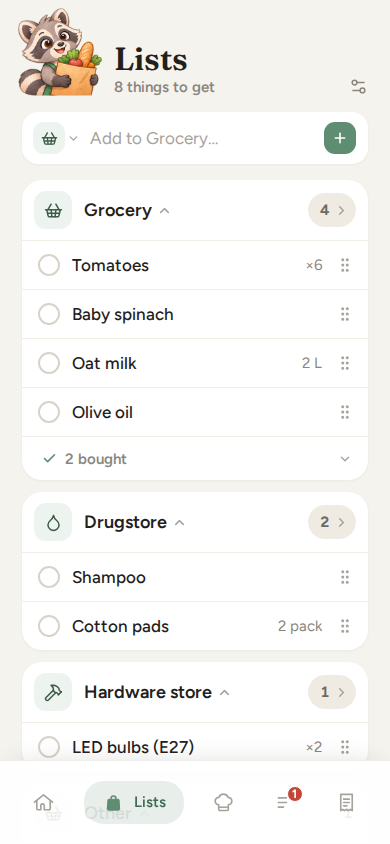 Lists
8 things to get
Add to Grocery...
Grocery 4
Tomatoes ×6
Baby spinach
Oat milk 2 L
Olive oil
2 bought
Drugstore 2
Shampoo
Cotton pads 2 pack
Hardware store 1
LED bulbs (E27) ×2
Lists 1
Other